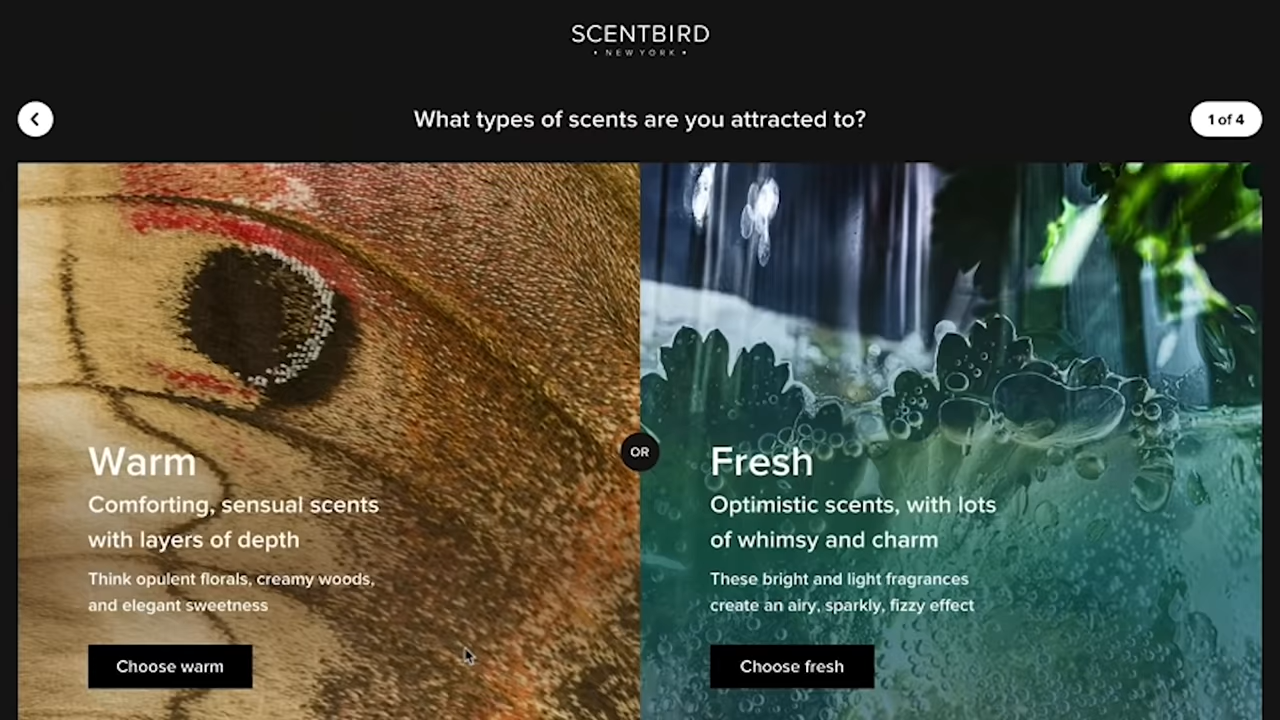 SCENTBIRD
• NEW YORK •
What types of scents are you attracted to?
1 of 4
Warm
Comforting, sensual scents
with layers of depth
Think opulent florals, creamy woods,
and elegant sweetness
Choose warm
OR
Fresh
Optimistic scents, with lots
of whimsy and charm
These bright and light fragrances
create an airy, sparkly, fizzy effect
Choose fresh